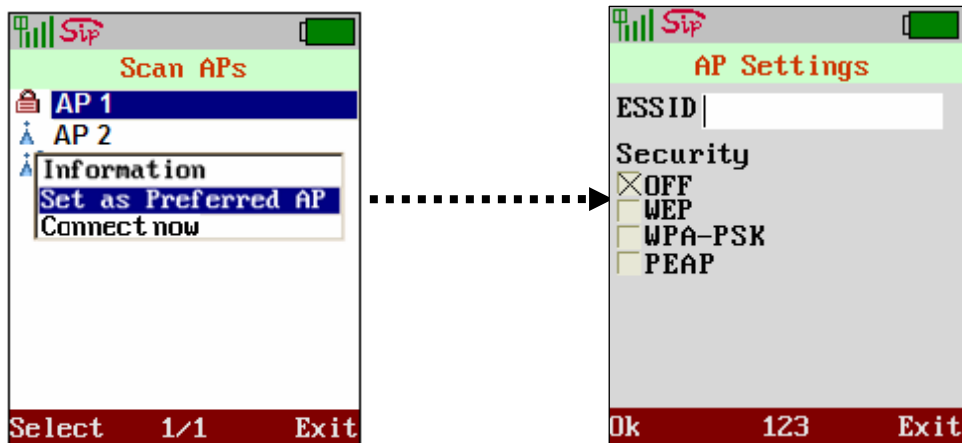 Sip
Scan APs
AP 1
AP 2
Information
Set as Preferred AP
Connect now
Select 1/1 Exit
Sip
AP Settings
ESSID
Security
OFF
WEP
WPA-PSK
PEAP
Ok 123 Exit